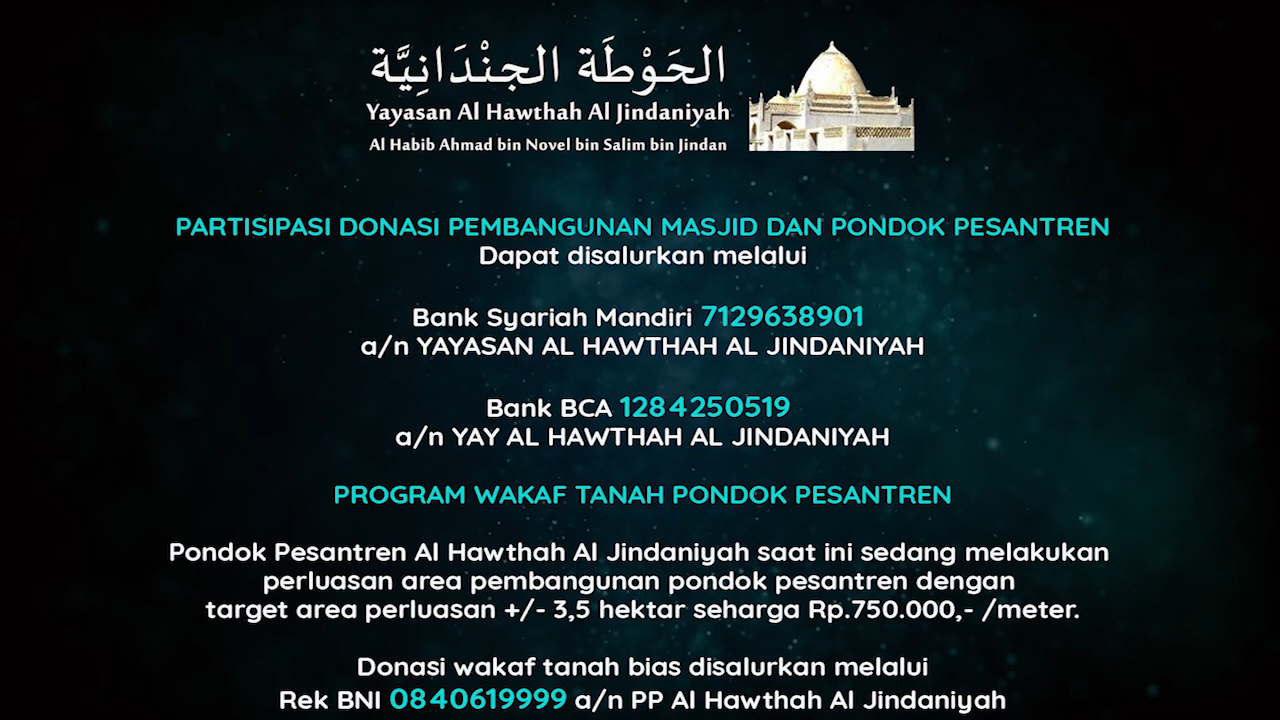 الحَوْطَة الجِنْدَانِيَّة
Yayasan Al Hawthah Al Jindaniyah
Al Habib Ahmad bin Novel bin Salim bin Jindan
PARTISIPASI DONASI PEMBANGUNAN MASJID DAN PONDOK PESANTREN
Dapat disalurkan melalui
Bank Syariah Mandiri 7129638901
a/n YAYASAN AL HAWTHAH AL JINDANIYAH
Bank BCA 1284250519
a/n YAY AL HAWTHAH AL JINDANIYAH
PROGRAM WAKAF TANAH PONDOK PESANTREN
Pondok Pesantren Al Hawthah Al Jindaniyah saat ini sedang melakukan
perluasan area pembangunan pondok pesantren dengan
target area perluasan +/- 3,5 hektar seharga Rp.750.000,- /meter.
Donasi wakaf tanah bias disalurkan melalui
Rek BNI 0840619999 a/n PP Al Hawthah Al Jindaniyah